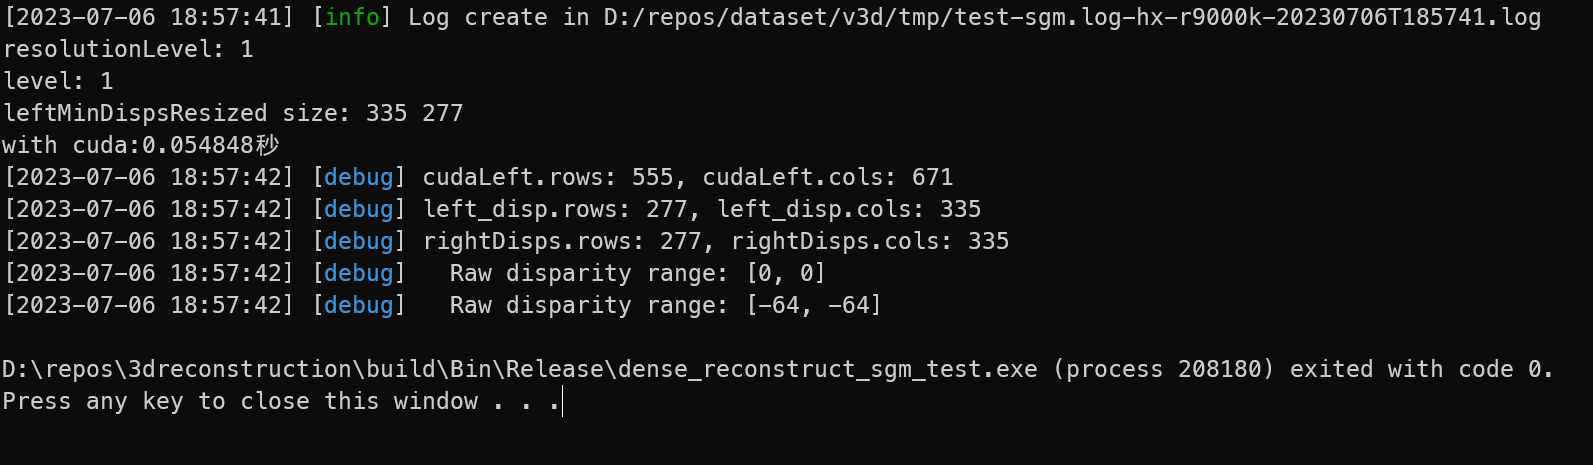 [2023-07-06 18:57:41] [info] Log create in D:/repos/dataset/v3d/tmp/test-sgm.log-hx-r9000k-20230706T185741.log
resolutionLevel: 1
level: 1
leftMinDispsResized size: 335 277
with cuda:0.054848秒
[2023-07-06 18:57:42] [debug] cudaLeft.rows: 555, cudaLeft.cols: 671
[2023-07-06 18:57:42] [debug] left_disp.rows: 277, left_disp.cols: 335
[2023-07-06 18:57:42] [debug] rightDisps.rows: 277, rightDisps.cols: 335
[2023-07-06 18:57:42] [debug]   Raw disparity range: [0, 0]
[2023-07-06 18:57:42] [debug]   Raw disparity range: [-64, -64]
D:\repos\3dreconstruction\build\Bin\Release\dense_reconstruct_sgm_test.exe (process 208180) exited with code 0.
Press any key to close this window . . .